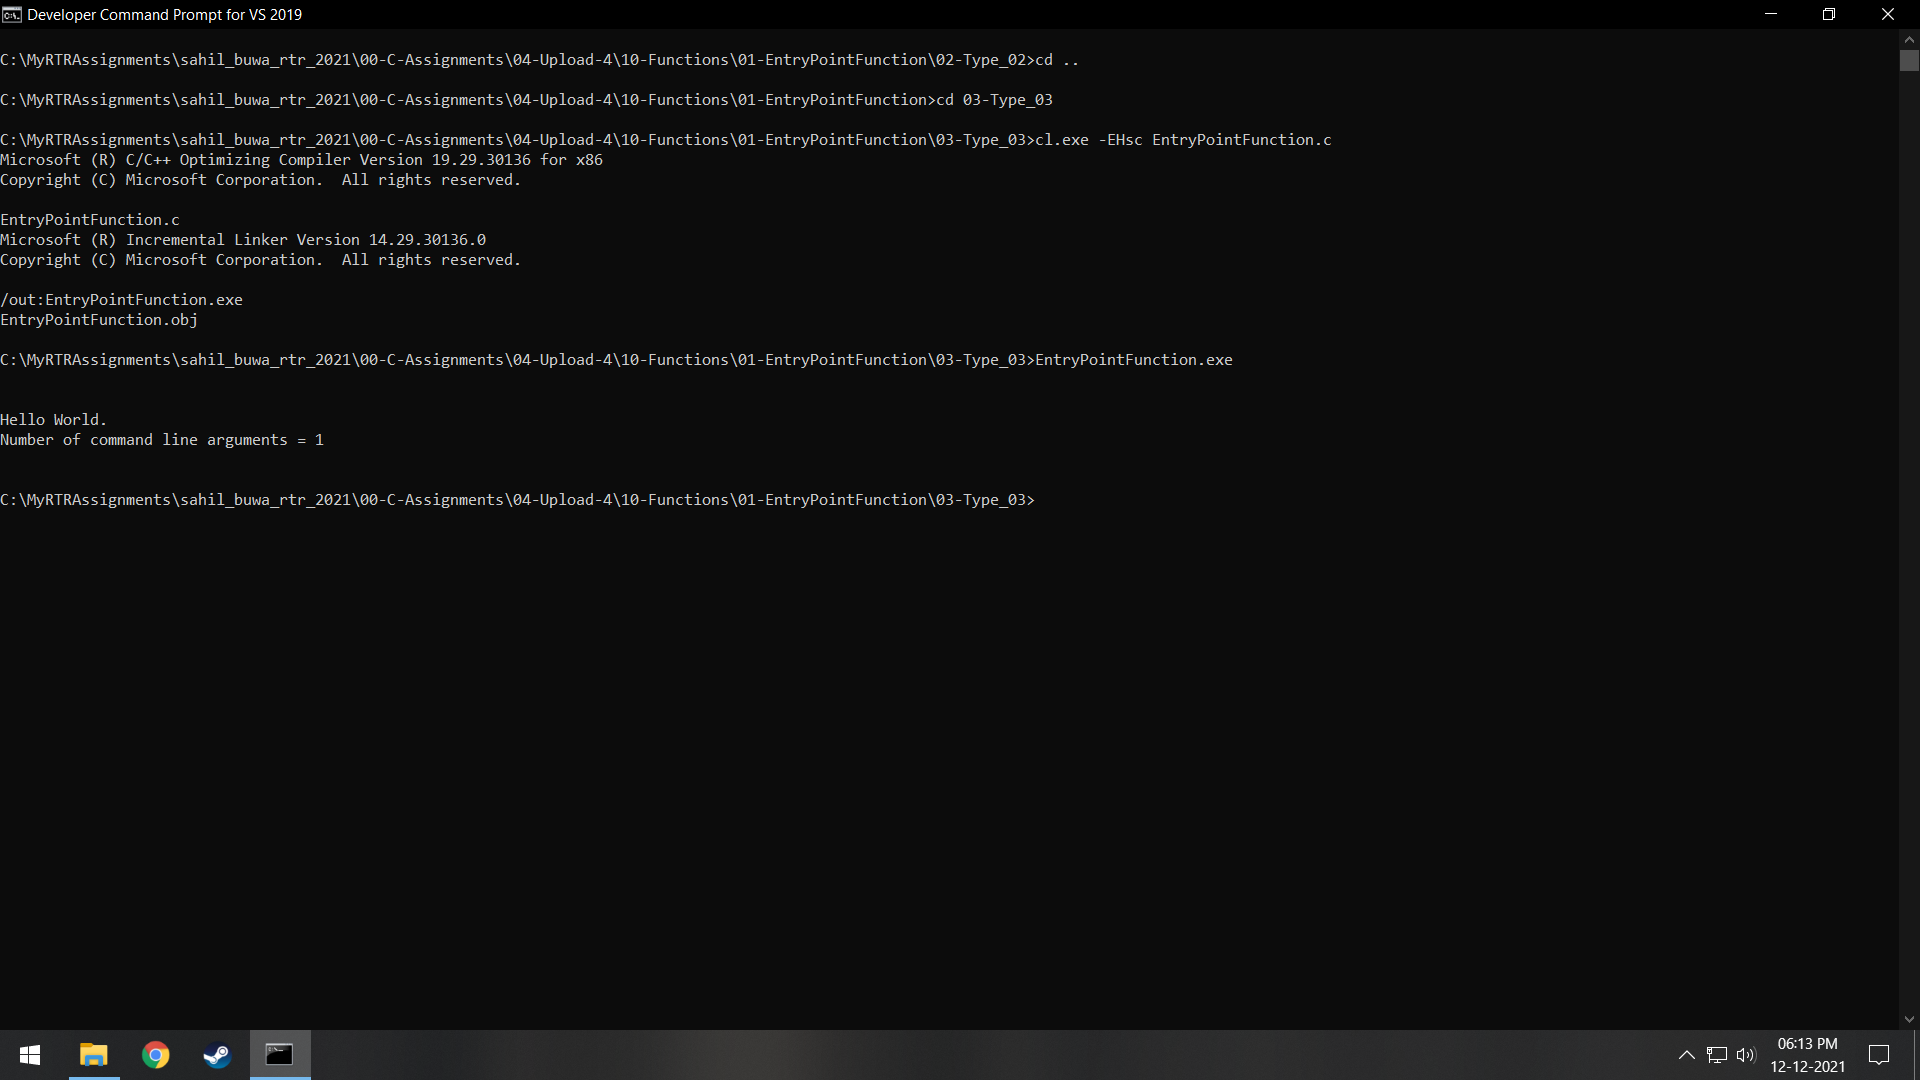 Developer Command Prompt for VS 2019
C:\MyRTRAssignments\sahil_buwa_rtr_2021\00-C-Assignments\04-Upload-4\10-Functions\01-EntryPointFunction\02-Type_02>cd ..
C:\MyRTRAssignments\sahil_buwa_rtr_2021\00-C-Assignments\04-Upload-4\10-Functions\01-EntryPointFunction>cd 03-Type_03
C:\MyRTRAssignments\sahil_buwa_rtr_2021\00-C-Assignments\04-Upload-4\10-Functions\01-EntryPointFunction\03-Type_03>cl.exe -EHsc EntryPointFunction.c
Microsoft (R) C/C++ Optimizing Compiler Version 19.29.30136 for x86
Copyright (C) Microsoft Corporation.  All rights reserved.
EntryPointFunction.c
Microsoft (R) Incremental Linker Version 14.29.30136.0
Copyright (C) Microsoft Corporation.  All rights reserved.
/out:EntryPointFunction.exe
EntryPointFunction.obj
C:\MyRTRAssignments\sahil_buwa_rtr_2021\00-C-Assignments\04-Upload-4\10-Functions\01-EntryPointFunction\03-Type_03>EntryPointFunction.exe
Hello World.
Number of command line arguments = 1
C:\MyRTRAssignments\sahil_buwa_rtr_2021\00-C-Assignments\04-Upload-4\10-Functions\01-EntryPointFunction\03-Type_03>
06:13 PM
12-12-2021